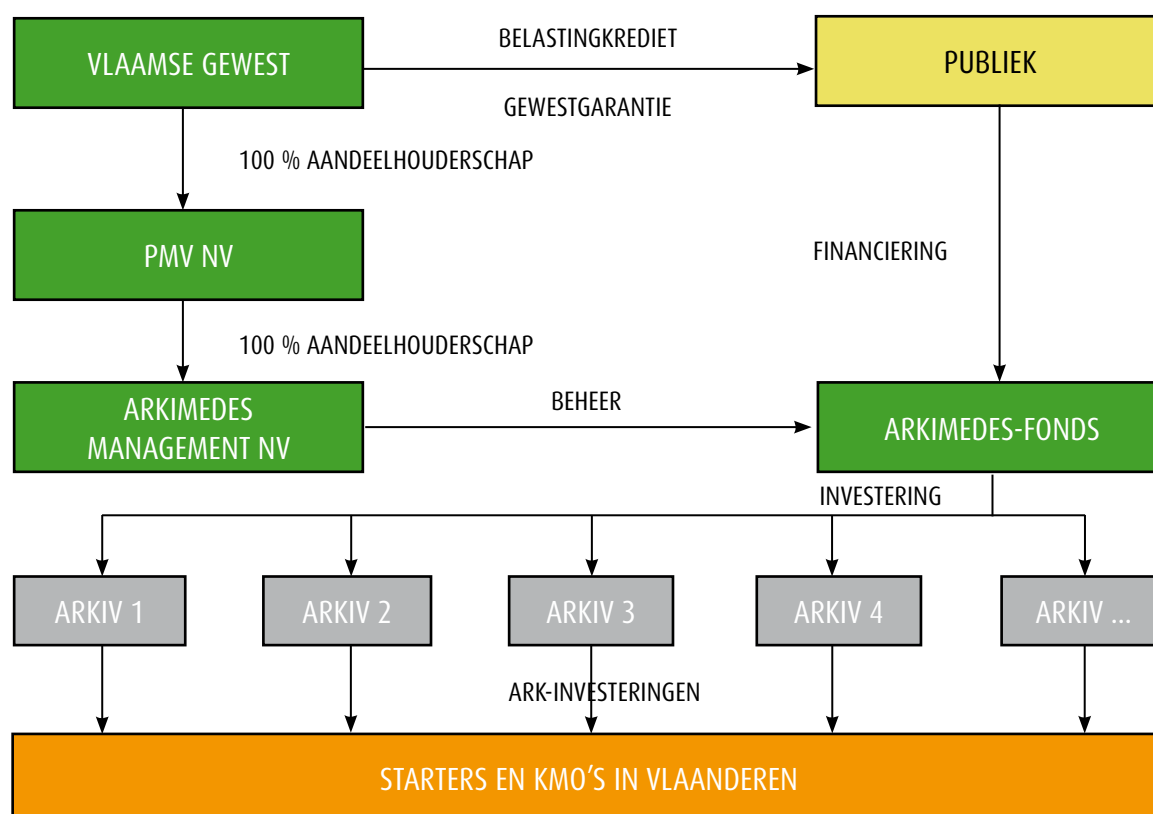 VLAAMSE GEWEST
BELASTINGKREDIET
PUBLIEK
GEWESTGARANTIE
100 % AANDEELHOUDERSCHAP
PMV NV
FINANCIERING
100 % AANDEELHOUDERSCHAP
ARKIMEDES
MANAGEMENT NV
BEHEER
ARKIMEDES-FONDS
INVESTERING
ARKIV 1
ARKIV 2
ARKIV 3
ARKIV 4
ARKIV ...
ARK-INVESTERINGEN
STARTERS EN KMO'S IN VLAANDEREN